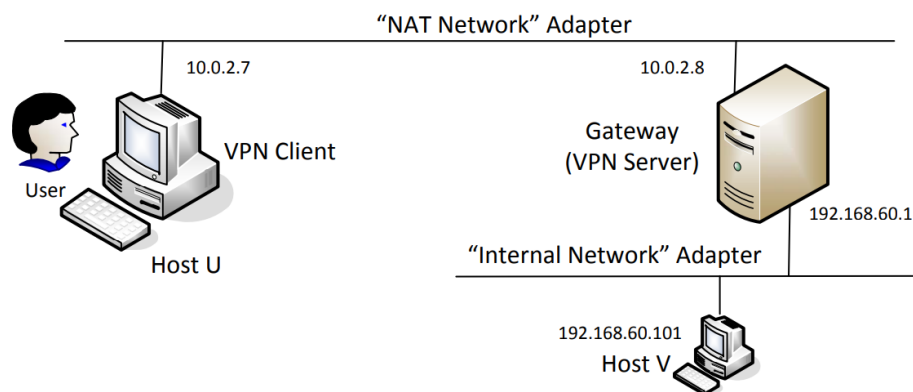 “NAT Network” Adapter
10.0.2.7
10.0.2.8
User
VPN Client
Gateway
(VPN Server)
Host U
192.168.60.1
“Internal Network” Adapter
192.168.60.101
Host V